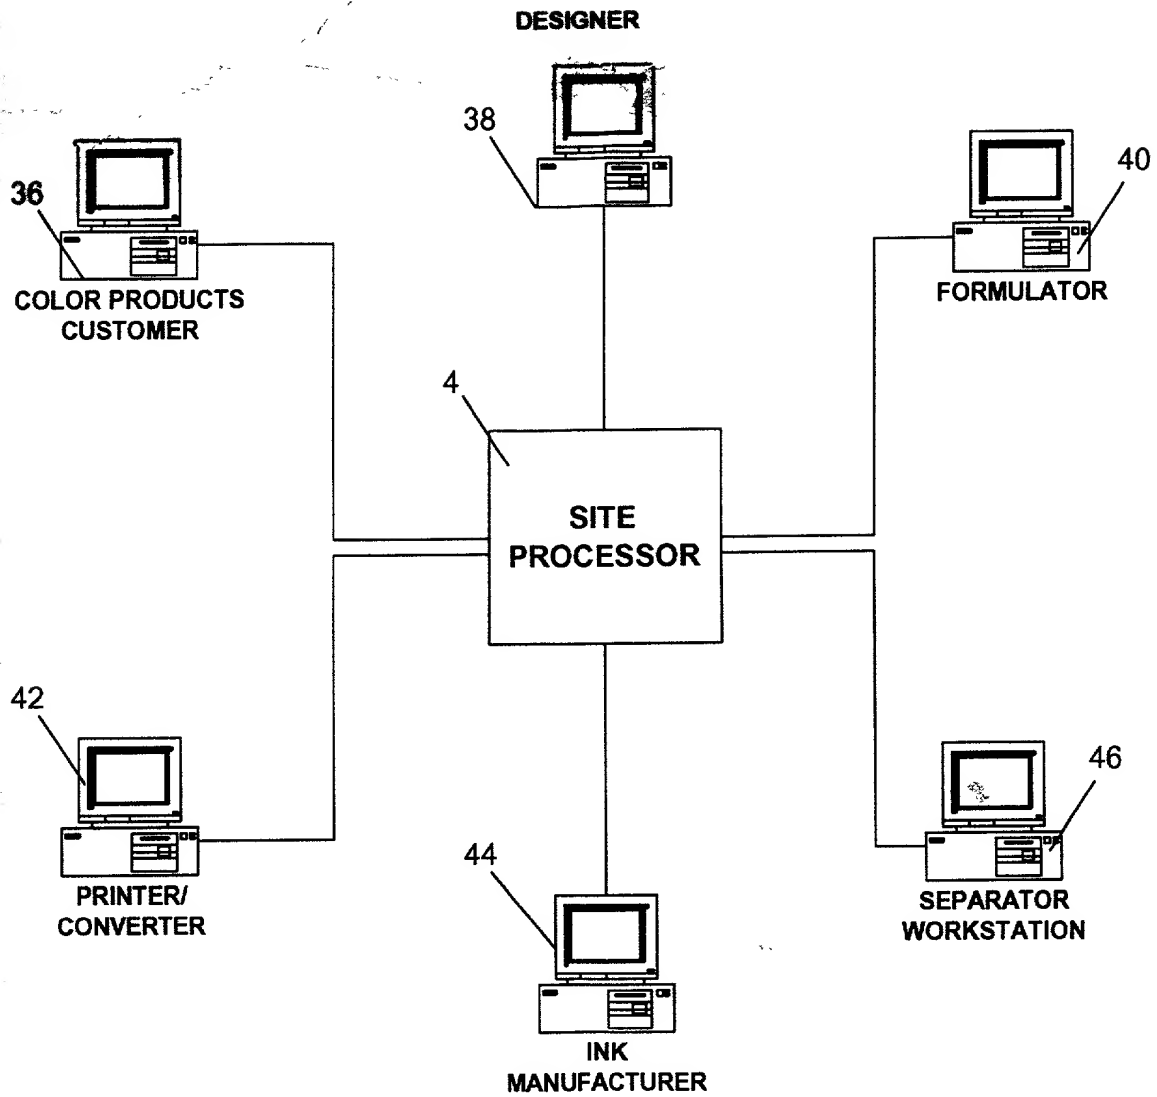 DESIGNER
38
36
40
COLOR PRODUCTS
CUSTOMER
FORMULATOR
4
SITE
PROCESSOR
42
46
44
PRINTER/
CONVERTER
SEPARATOR
WORKSTATION
INK
MANUFACTURER